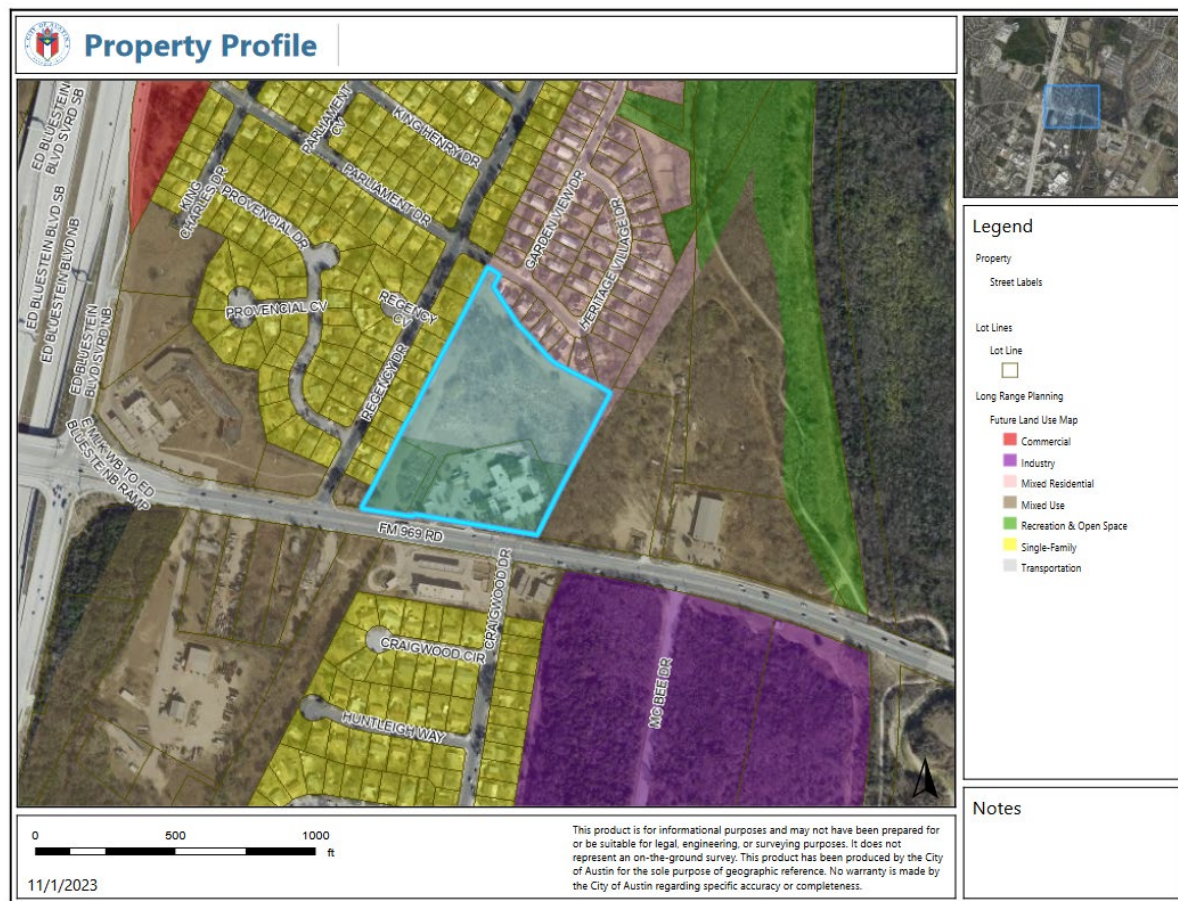 Property Profile
ED BLUESTEIN
BLVD SVRD SB
ED BLUESTEIN BLVD SB
ED BLUESTEIN BLVD NB
ED BLUESTEIN
BLVD SVRD NB
E MLK WB TO ED
BLUESTE NB RAMP
KING
CHARLES DR
PARLIAMENT
CV
KING HENRY DR
PARLIAMENT DR
PROVENCIAL DR
PROVENCIAL CV
REGENCY
CV
REGENCY DR
GARDEN VIEW DR
HERITAGE VILLAGE DR
FM 969 RD
CRAIGWOOD DR
CRAIGWOOD CIR
HUNTLEIGH WAY
MC BEE DR
Legend
Property
Street Labels
Lot Lines
Lot Line
Long Range Planning
Future Land Use Map
Commercial
Industry
Mixed Residential
Mixed Use
Recreation & Open Space
Single-Family
Transportation
Notes
0 500 1000
ft
11/1/2023
This product is for informational purposes and may not have been prepared for
or be suitable for legal, engineering, or surveying purposes. It does not
represent an on-the-ground survey. This product has been produced by the City
of Austin for the sole purpose of geographic reference. No warranty is made by
the City of Austin regarding specific accuracy or completeness.